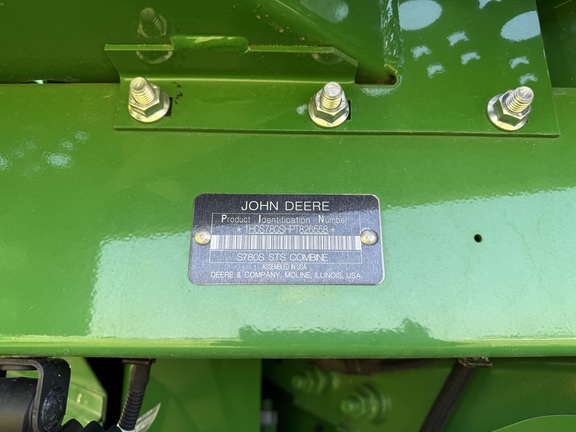 JOHN DEERE
Product Identification Number
*1H0S780SHPT826558*
S780S STS COMBINE
ASSEMBLED IN USA
DEERE & COMPANY, MOLINE, ILLINOIS, USA